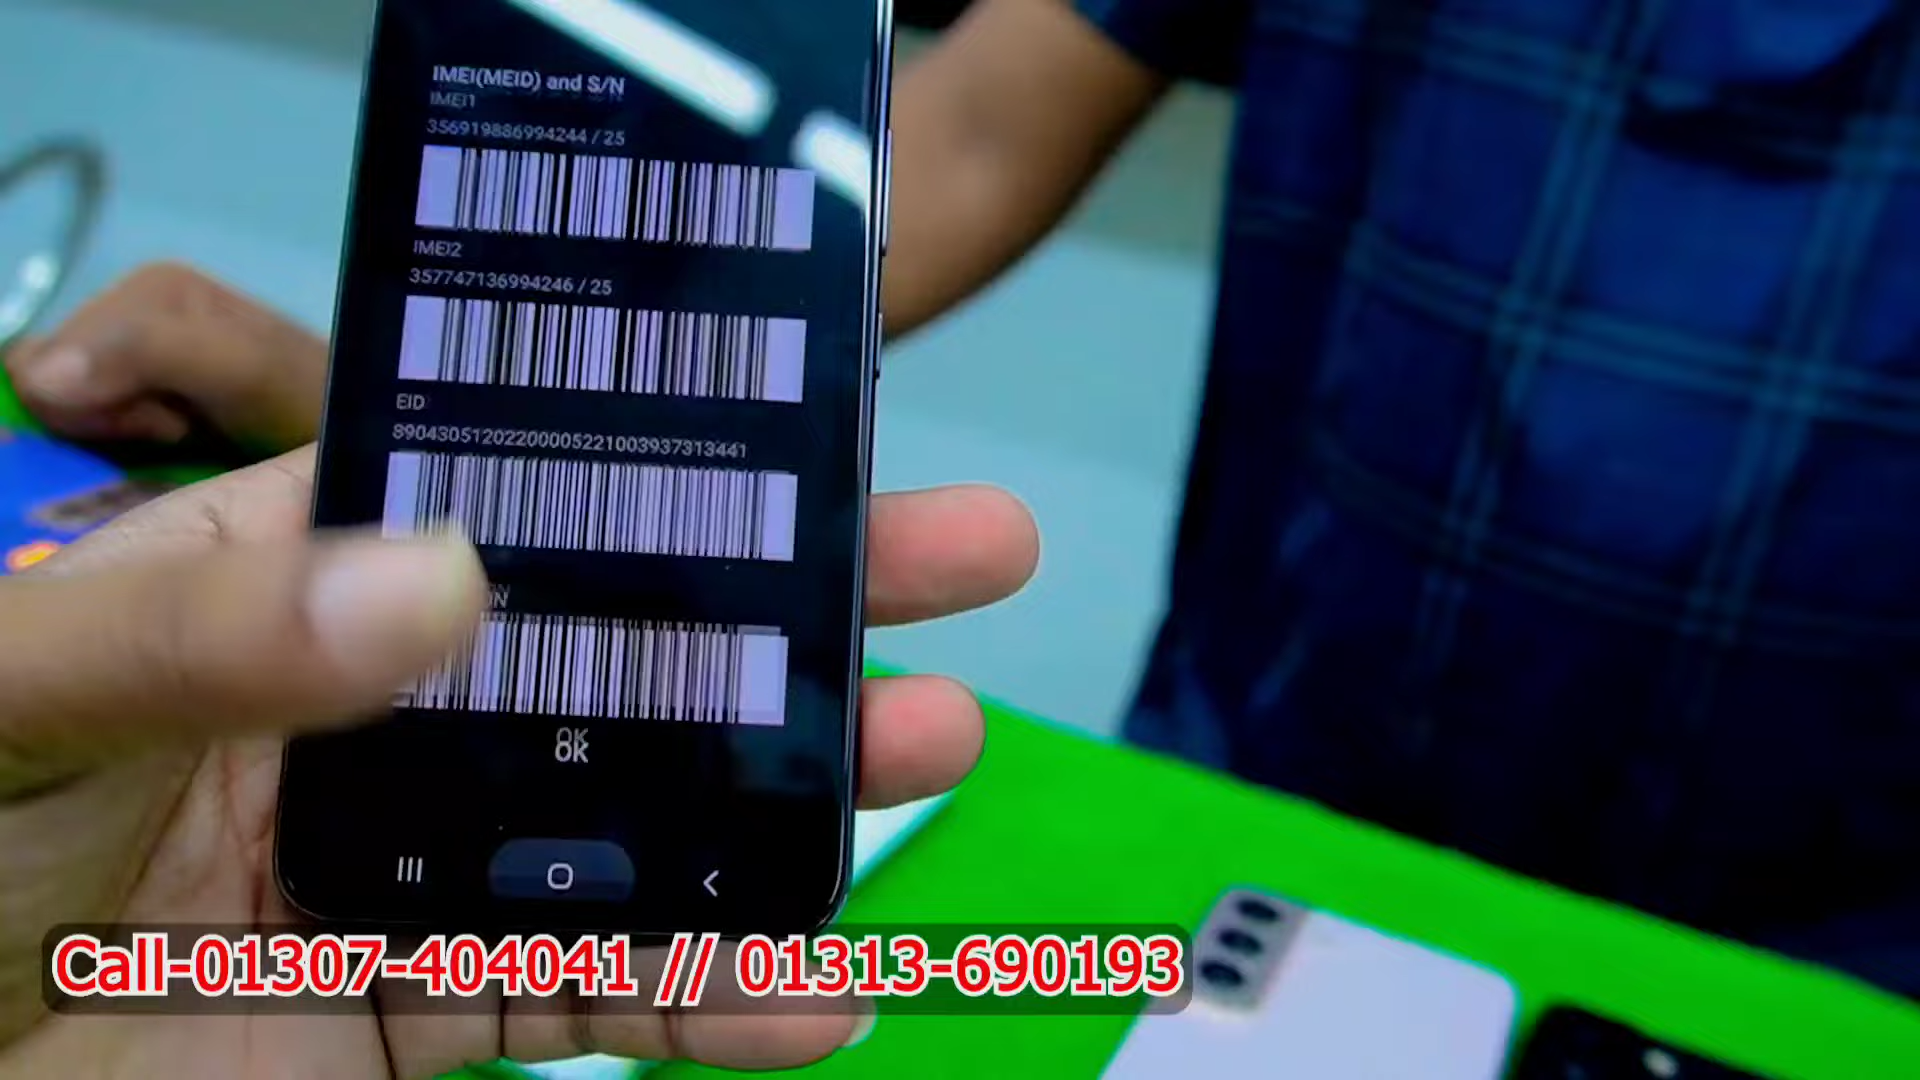 IMEI(MEID) and S/N
IMEI1
356919886994244 / 25
IMEI2
357747136994246 / 25
EID
89043051202200005221003937313441
OK
Call-01307-404041 // 01313-690193